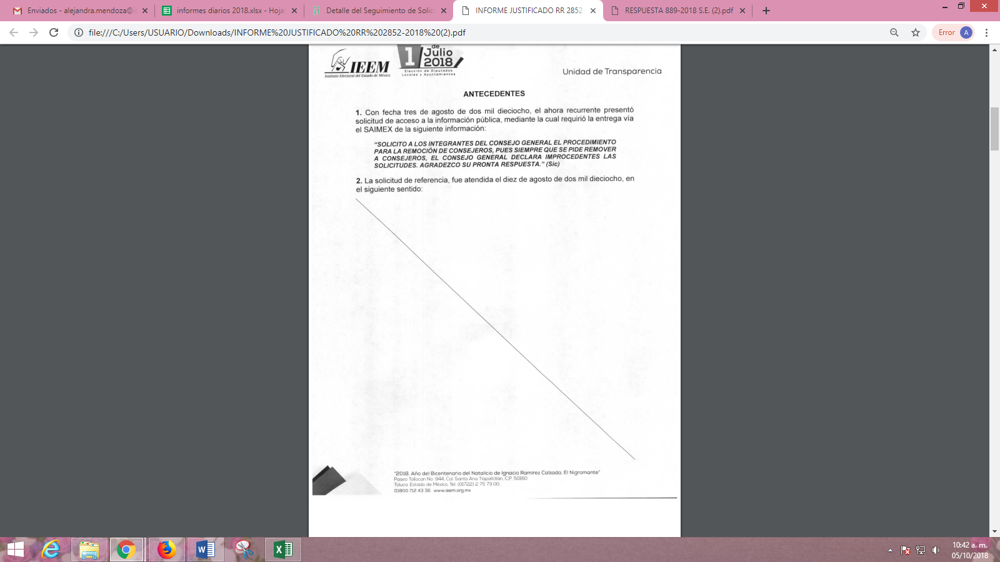 Enviados - alejandra.mendoza@i
informes diarios 2018.xlsx - Hoja
Detalle del Seguimiento de Solic
INFORME JUSTIFICADO RR 2852-
RESPUESTA 889-2018 S.E. (2).pdf
file:///C:/Users/USUARIO/Downloads/INFORME%20JUSTIFICADO%20RR%202852-2018%20(2).pdf
Error
A
IEEM
Instituto Electoral del Estado de México
1
de
Julio
2018
Elección de Diputados
Locales y Ayuntamientos
Unidad de Transparencia
ANTECEDENTES
1. Con fecha tres de agosto de dos mil dieciocho, el ahora recurrente presentó
solicitud de acceso a la información pública, mediante la cual requirió la entrega vía
el SAIMEX de la siguiente información:
“SOLICITO A LOS INTEGRANTES DEL CONSEJO GENERAL EL PROCEDIMIENTO
PARA LA REMOCIÓN DE CONSEJEROS, PUES SIEMPRE QUE SE PIDE REMOVER
A CONSEJEROS, EL CONSEJO GENERAL DECLARA IMPROCEDENTES LAS
SOLICITUDES. AGRADEZCO SU PRONTA RESPUESTA.” (Sic)
2. La solicitud de referencia, fue atendida el diez de agosto de dos mil dieciocho, en
el siguiente sentido:
“2018. Año del Bicentenario del Natalicio de Ignacio Ramírez Calzada, El Nigromante”
Paseo Tollocan No. 944, Col. Santa Ana Tlapaltitlán, C.P. 50160
Toluca, Estado de México, Tel. (01722) 2 75 73 00.
01800 712 43 36 www.ieem.org.mx
10:42 a. m.
05/10/2018